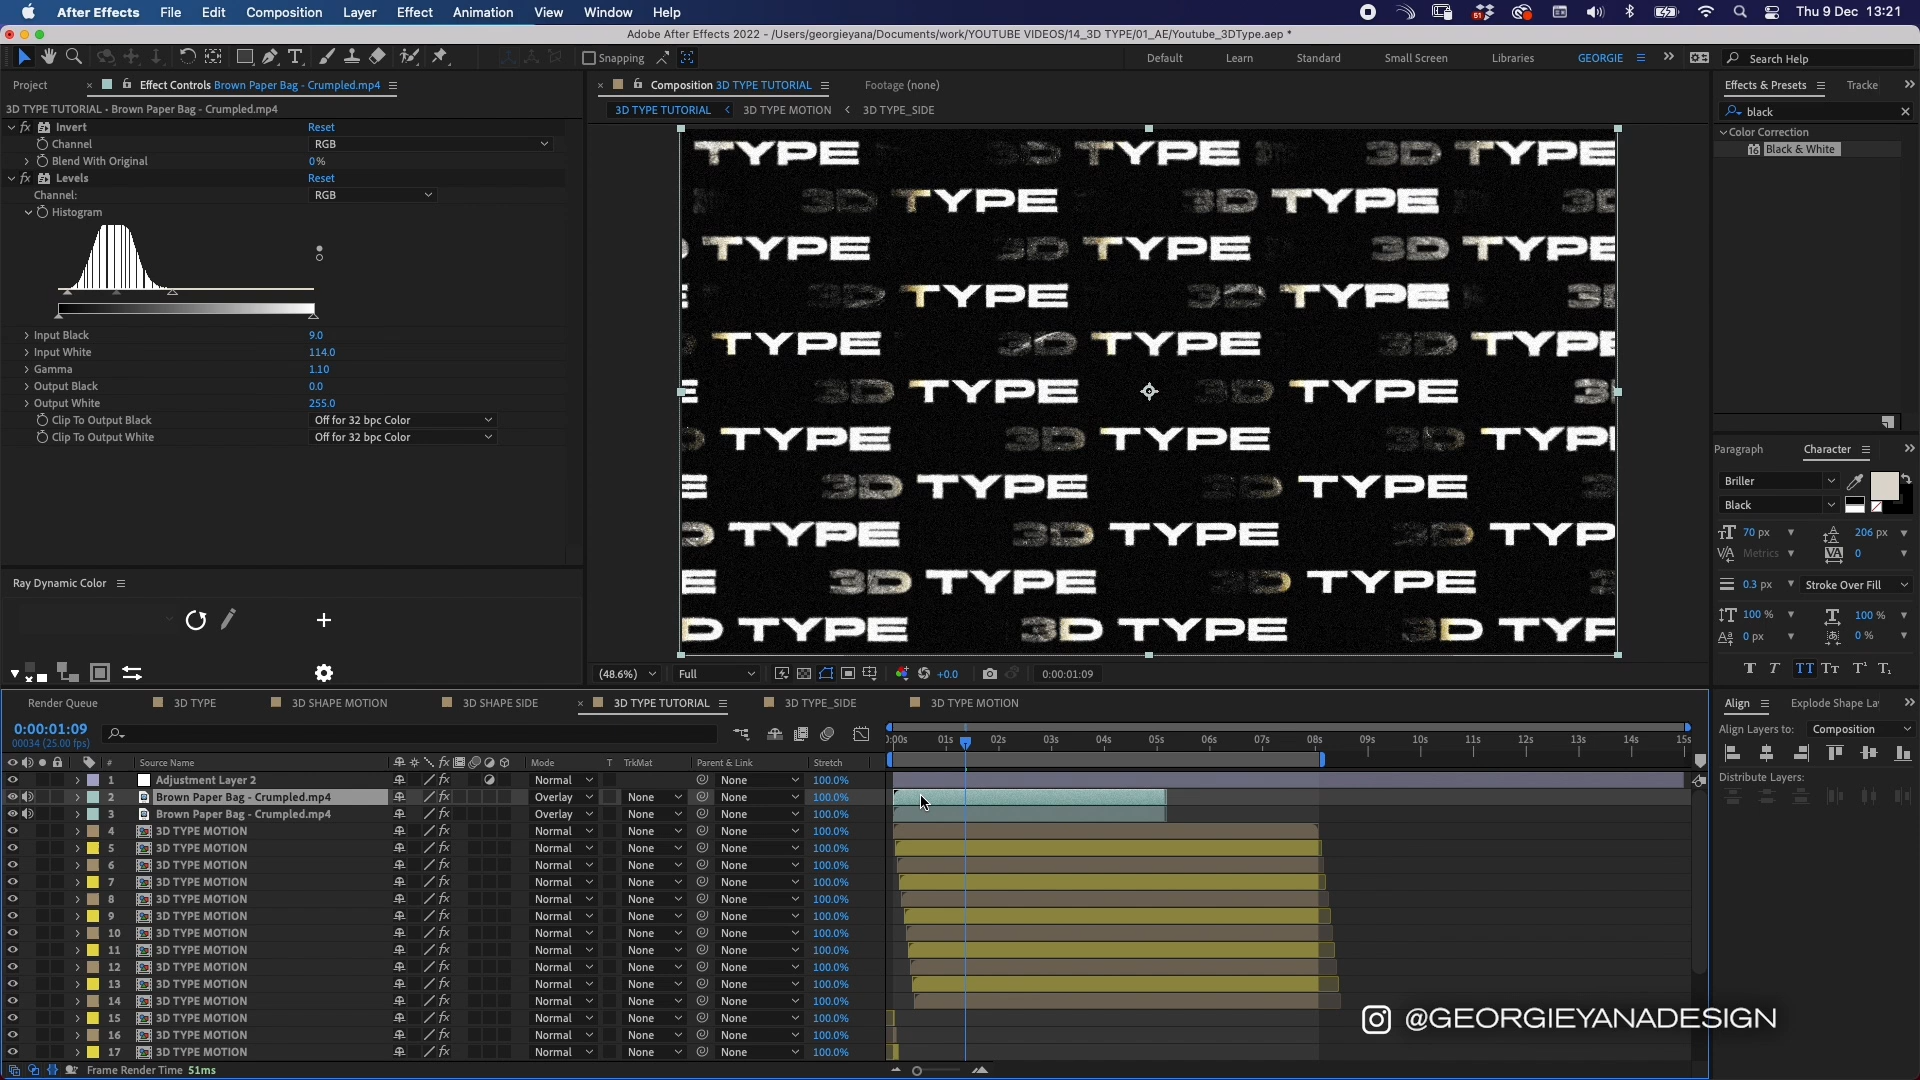 After Effects File Edit Composition Layer Effect Animation View Window Help Thu 9 Dec 13:21
Adobe After Effects 2022 - /Users/georgieyana/Documents/work/YOUTUBE VIDEOS/14_3D TYPE/01_AE/Youtube_3DType.aep *
Snapping Default Learn Standard Small Screen Libraries GEORGIE Search Help
Project Effect Controls Brown Paper Bag - Crumpled.mp4 Composition 3D TYPE TUTORIAL Footage (none) Effects & Presets Tracke
3D TYPE TUTORIAL • Brown Paper Bag - Crumpled.mp4 3D TYPE TUTORIAL 3D TYPE MOTION 3D TYPE_SIDE black
Invert Reset
Channel RGB
Blend With Original 0%
Levels Reset
Channel: RGB
Histogram
Input Black 9.0
Input White 114.0
Gamma 1.10
Output Black 0.0
Output White 255.0
Clip To Output Black Off for 32 bpc Color
Clip To Output White Off for 32 bpc Color
Ray Dynamic Color
TYPE 3D TYPE 3D TYPE
3D TYPE 3D TYPE 3D
TYPE 3D TYPE 3D TYPE
3D TYPE 3D TYPE 3D
TYPE 3D TYPE 3D TYPE
3D TYPE 3D TYPE 3D
TYPE 3D TYPE 3D TYPE
E 3D TYPE 3D TYPE
D TYPE 3D TYPE 3D TYP
E 3D TYPE 3D TYPE
D TYPE 3D TYPE 3D TYP
Color Correction
Black & White
Paragraph Character
Briller
Black
70 px 206 px
Metrics 0
0.3 px Stroke Over Fill
100 % 100 %
0 px 0 %
(48.6%) Full +0.0 0:00:01:09
Render Queue 3D TYPE 3D SHAPE MOTION 3D SHAPE SIDE 3D TYPE TUTORIAL 3D TYPE_SIDE 3D TYPE MOTION
Align Explode Shape La
Align Layers to: Composition
Distribute Layers:
0:00:01:09
00034 (25.00 fps)
):00s 01s 02s 03s 04s 05s 06s 07s 08s 09s 10s 11s 12s 13s 14s 15s
# Source Name Mode T TrkMat Parent & Link Stretch
1 Adjustment Layer 2 Normal None 100.0%
2 Brown Paper Bag - Crumpled.mp4 Overlay None None 100.0%
3 Brown Paper Bag - Crumpled.mp4 Overlay None None 100.0%
4 3D TYPE MOTION Normal None None 100.0%
5 3D TYPE MOTION Normal None None 100.0%
6 3D TYPE MOTION Normal None None 100.0%
7 3D TYPE MOTION Normal None None 100.0%
8 3D TYPE MOTION Normal None None 100.0%
9 3D TYPE MOTION Normal None None 100.0%
10 3D TYPE MOTION Normal None None 100.0%
11 3D TYPE MOTION Normal None None 100.0%
12 3D TYPE MOTION Normal None None 100.0%
13 3D TYPE MOTION Normal None None 100.0%
14 3D TYPE MOTION Normal None None 100.0%
15 3D TYPE MOTION Normal None None 100.0%
16 3D TYPE MOTION Normal None None 100.0%
17 3D TYPE MOTION Normal None None 100.0%
@GEORGIEYANADESIGN
Frame Render Time 51ms